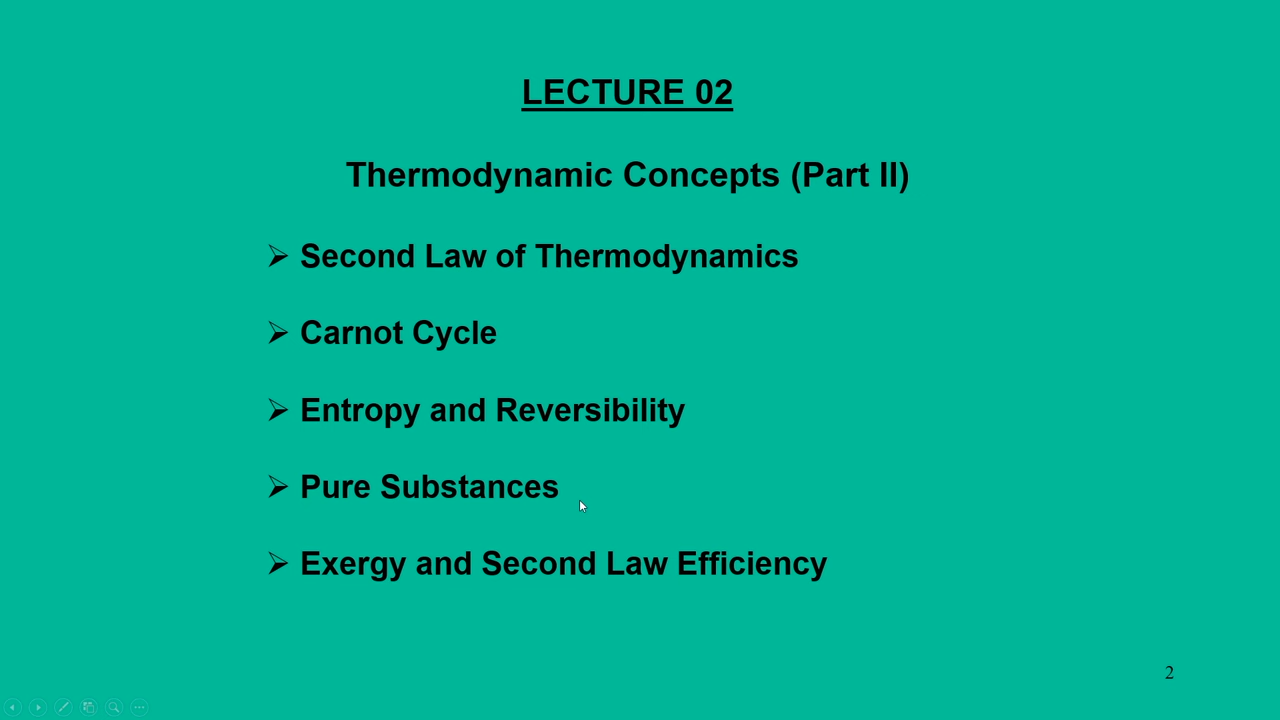 LECTURE 02
Thermodynamic Concepts (Part II)
➢ Second Law of Thermodynamics
➢ Carnot Cycle
➢ Entropy and Reversibility
➢ Pure Substances
➢ Exergy and Second Law Efficiency
2